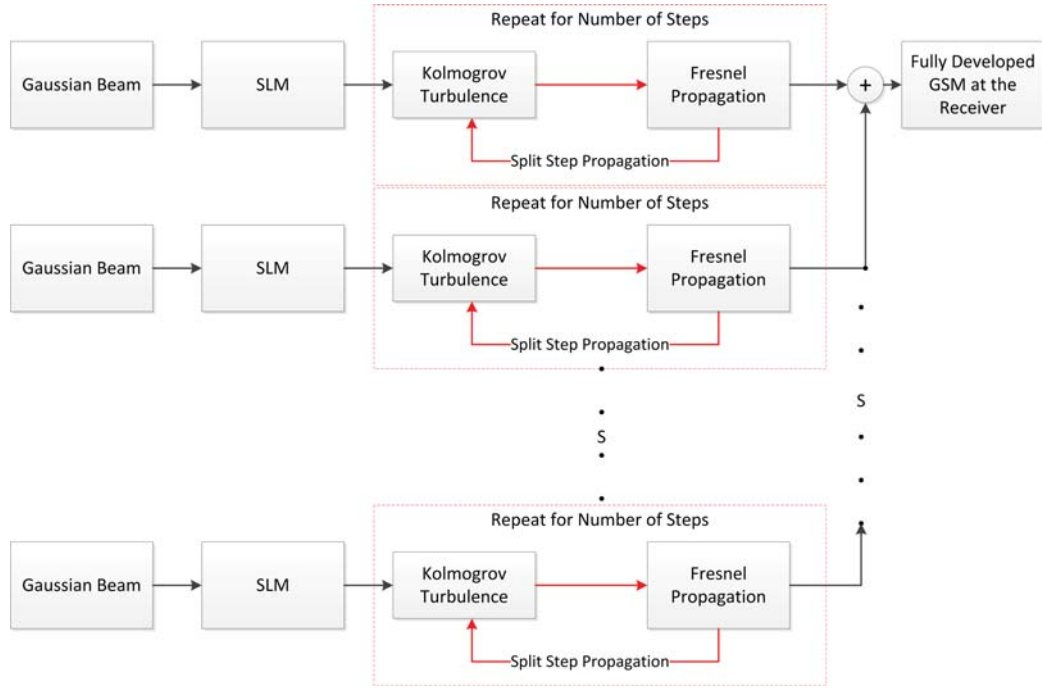 Repeat for Number of Steps
Gaussian Beam
SLM
Kolmogrov
Turbulence
Fresnel
Propagation
+
Fully Developed
GSM at the
Receiver
Split Step Propagation
Repeat for Number of Steps
Gaussian Beam
SLM
Kolmogrov
Turbulence
Fresnel
Propagation
Split Step Propagation
S
S
Repeat for Number of Steps
Gaussian Beam
SLM
Kolmogrov
Turbulence
Fresnel
Propagation
Split Step Propagation